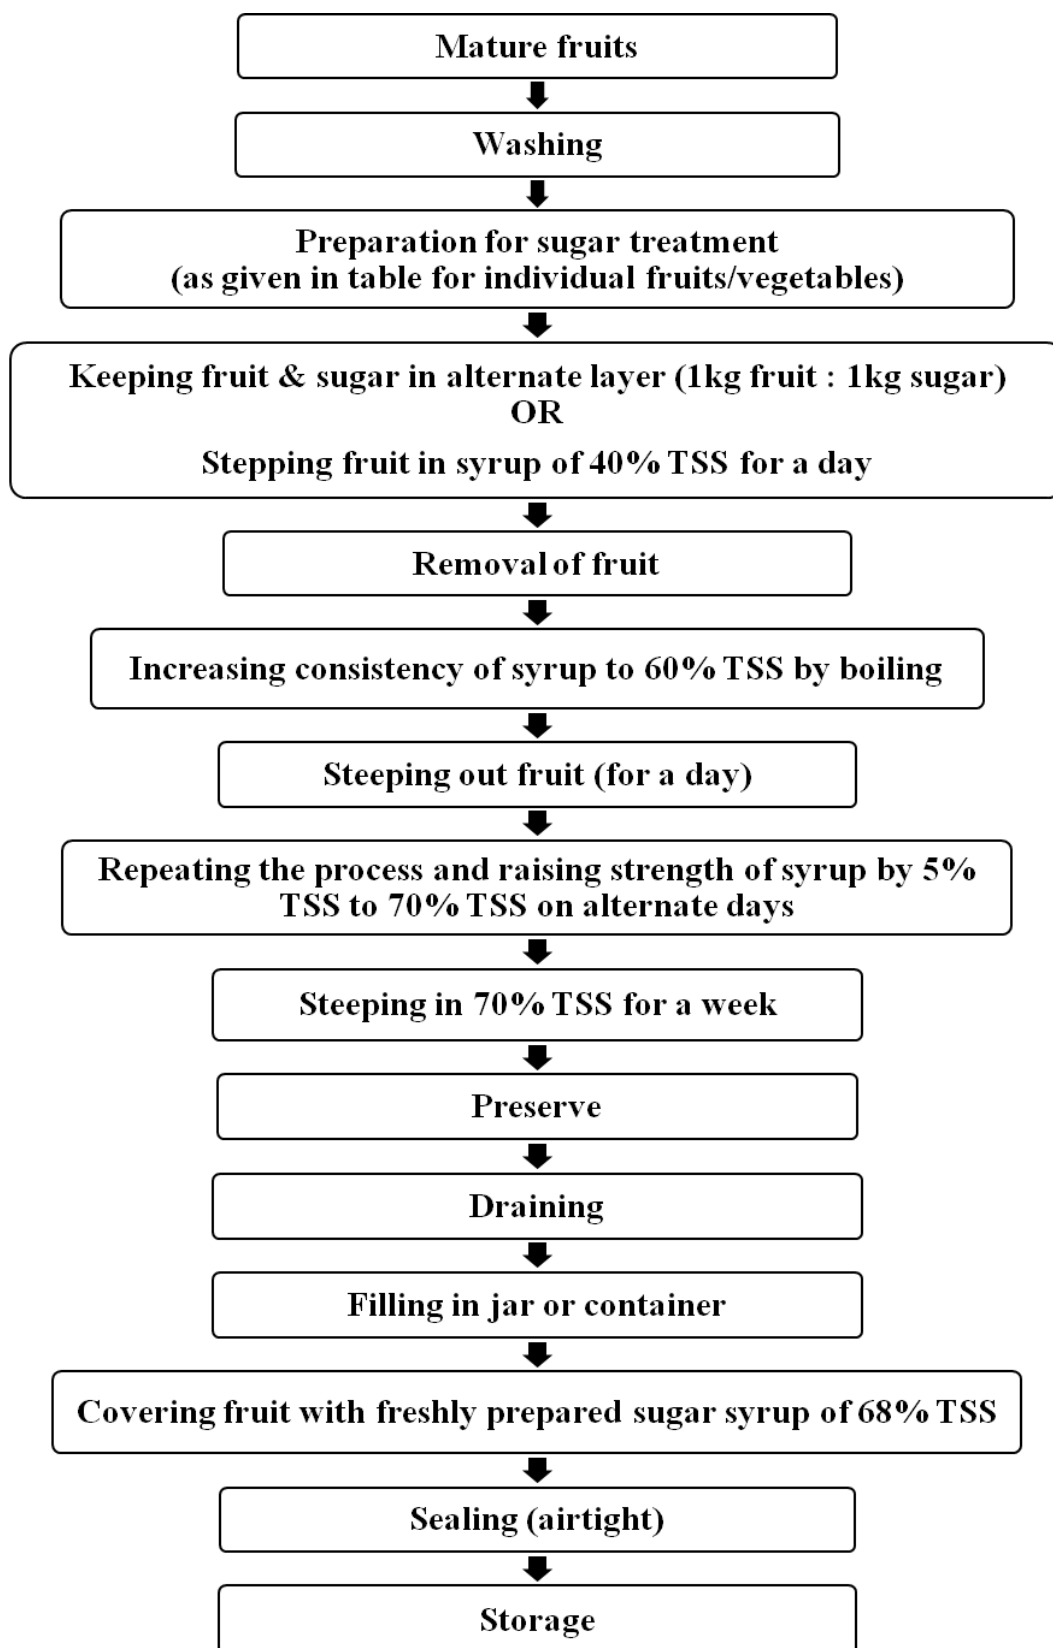 Mature fruits
Washing
Preparation for sugar treatment
(as given in table for individual fruits/vegetables)
Keeping fruit & sugar in alternate layer (1kg fruit : 1kg sugar)
OR
Stepping fruit in syrup of 40% TSS for a day
Removal of fruit
Increasing consistency of syrup to 60% TSS by boiling
Steeping out fruit (for a day)
Repeating the process and raising strength of syrup by 5%
TSS to 70% TSS on alternate days
Steeping in 70% TSS for a week
Preserve
Draining
Filling in jar or container
Covering fruit with freshly prepared sugar syrup of 68% TSS
Sealing (airtight)
Storage